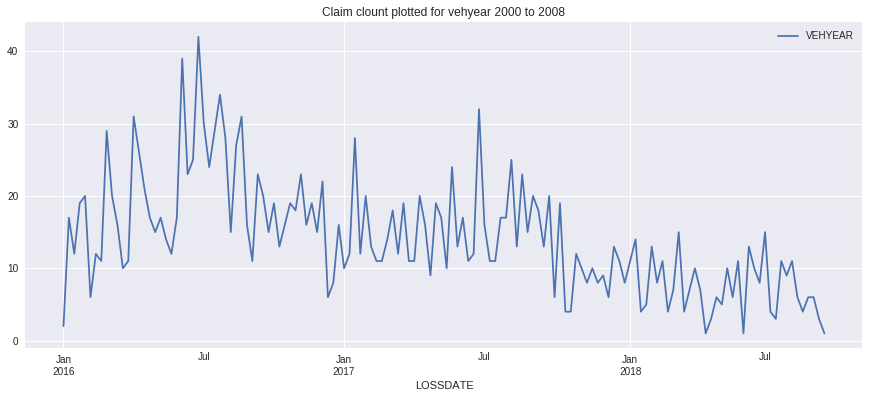 Claim clount plotted for vehyear 2000 to 2008
VEHYEAR
40
30
20
10
0
Jan Jul Jan Jul Jan Jul
2016 2017 2018
LOSSDATE